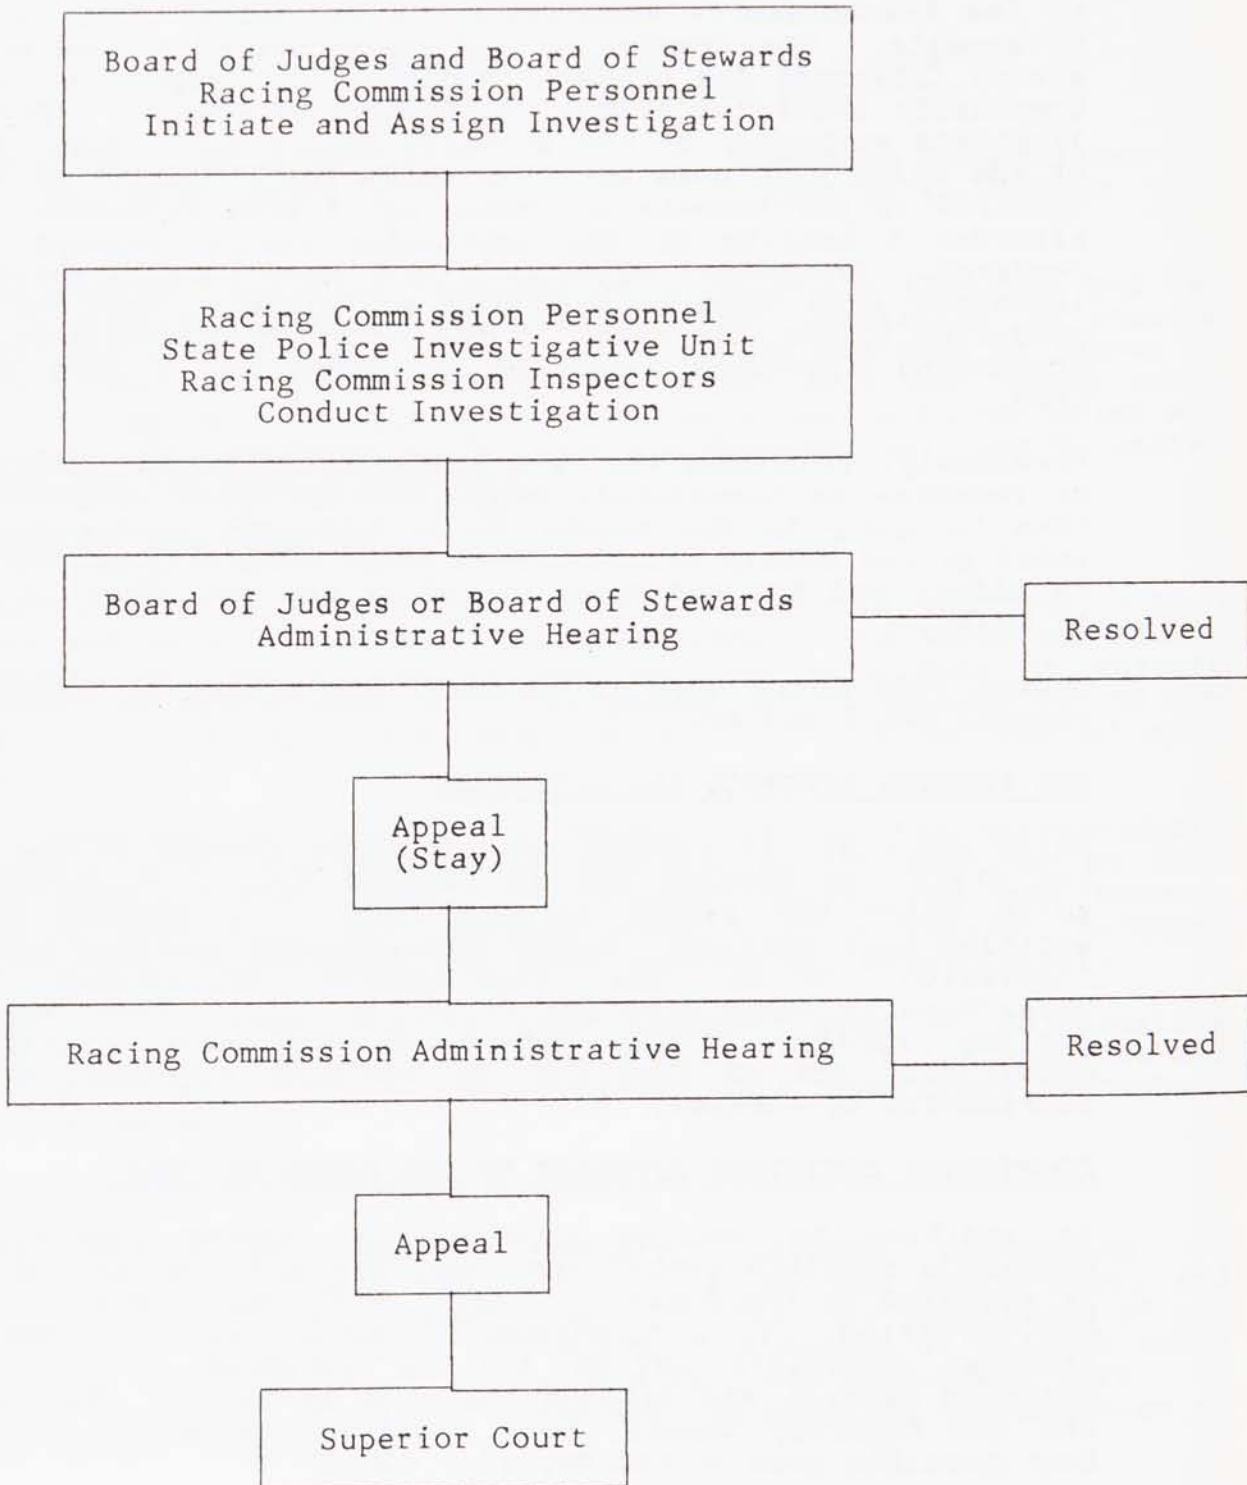 Board of Judges and Board of Stewards
Racing Commission Personnel
Initiate and Assign Investigation
Racing Commission Personnel
State Police Investigative Unit
Racing Commission Inspectors
Conduct Investigation
Board of Judges or Board of Stewards
Administrative Hearing
Resolved
Appeal
(Stay)
Racing Commission Administrative Hearing
Resolved
Appeal
Superior Court